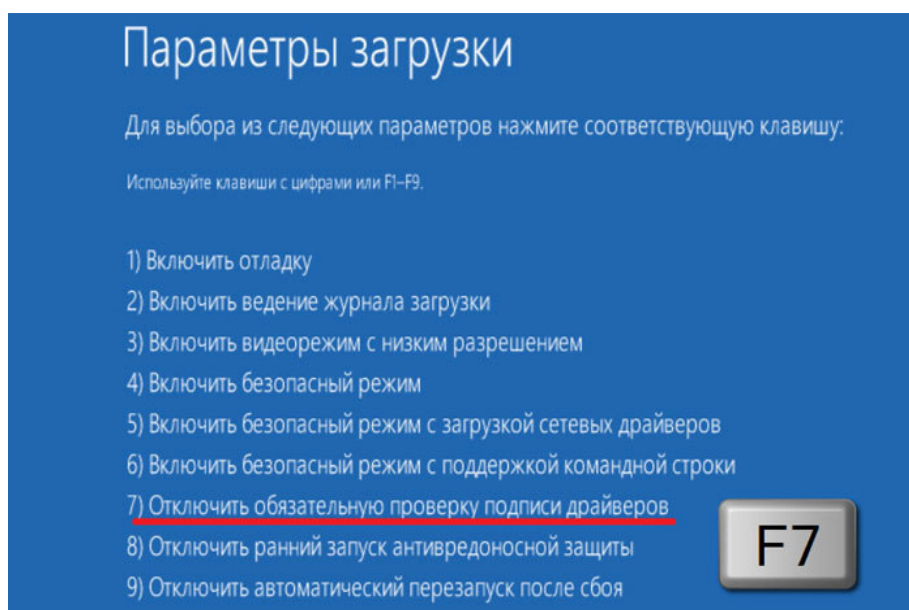 Параметры загрузки
Для выбора из следующих параметров нажмите соответствующую клавишу:
Используйте клавиши с цифрами или F1–F9.
1) Включить отладку
2) Включить ведение журнала загрузки
3) Включить видеорежим с низким разрешением
4) Включить безопасный режим
5) Включить безопасный режим с загрузкой сетевых драйверов
6) Включить безопасный режим с поддержкой командной строки
7) Отключить обязательную проверку подписи драйверов
8) Отключить ранний запуск антивредоносной защиты
9) Отключить автоматический перезапуск после сбоя
F7